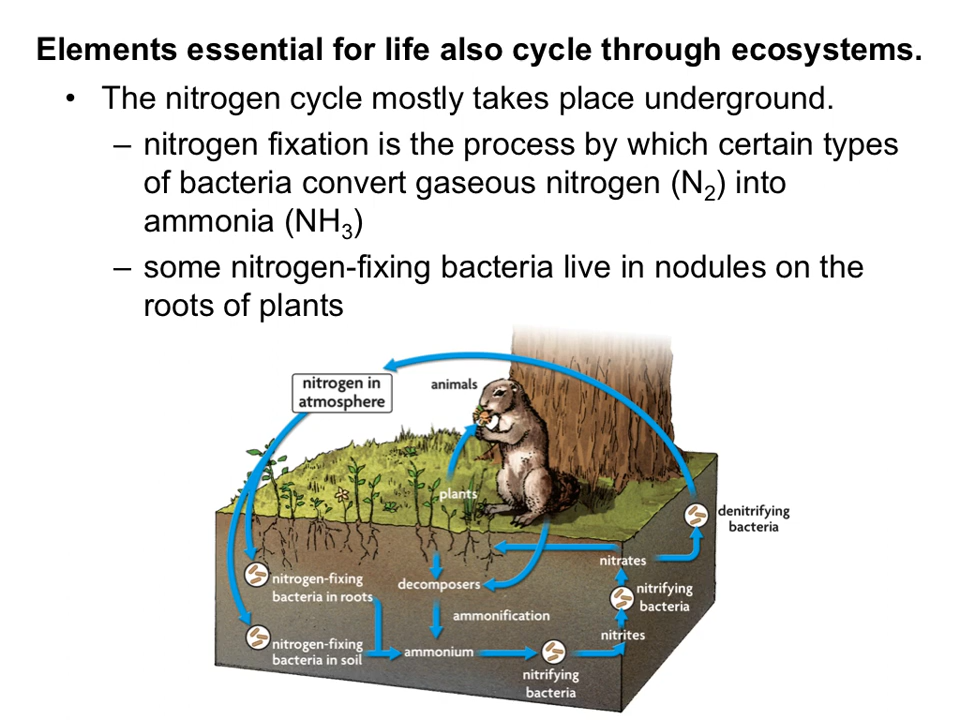 Elements essential for life also cycle through ecosystems.
• The nitrogen cycle mostly takes place underground.
– nitrogen fixation is the process by which certain types
of bacteria convert gaseous nitrogen (N₂) into
ammonia (NH₃)
– some nitrogen-fixing bacteria live in nodules on the
roots of plants
nitrogen in
atmosphere
animals
plants
denitrifying
bacteria
nitrates
nitrogen-fixing
bacteria in roots
decomposers
nitrifying
bacteria
ammonification
nitrites
nitrogen-fixing
bacteria in soil
ammonium
nitrifying
bacteria